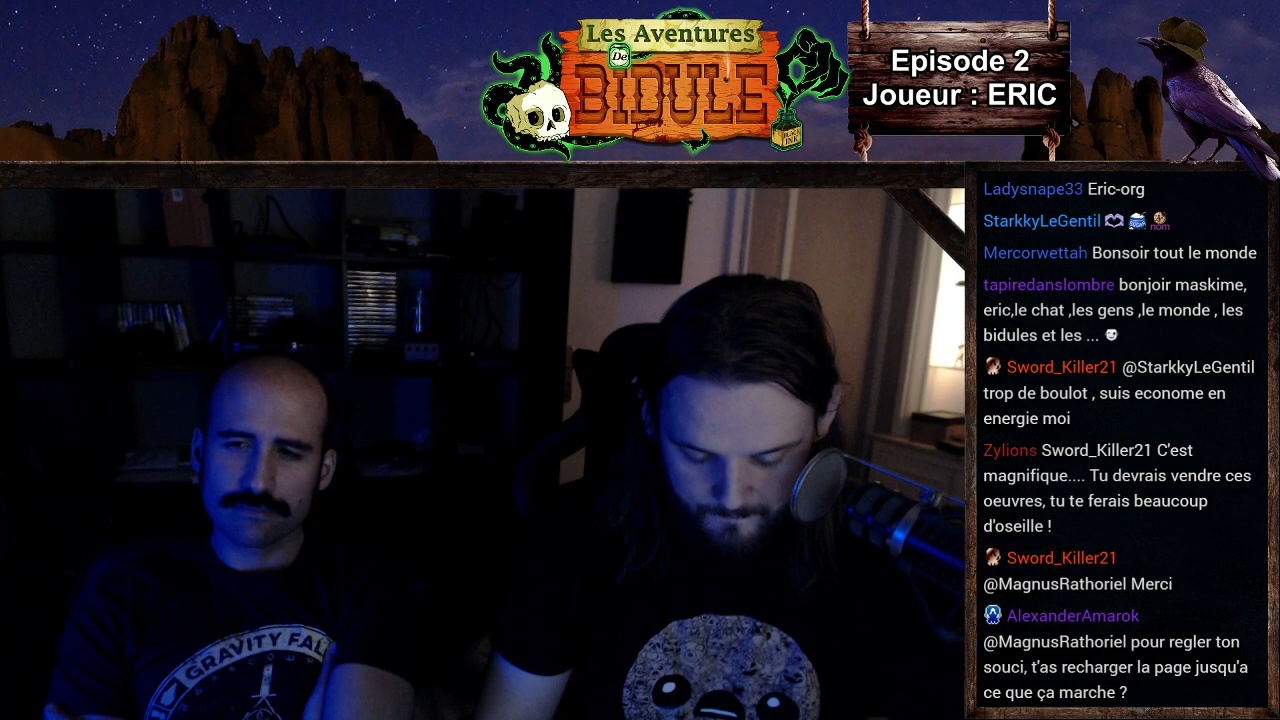 Les Aventures
De
BIDULE
BLACK
INK
Episode 2
Joueur : ERIC
Ladysnape33 Eric-org
StarkkyLeGentil
nom
Mercorwettah Bonsoir tout le monde
tapiredanslombre bonjoir maskime,
eric,le chat ,les gens ,le monde , les
bidules et les ...
Sword_Killer21 @StarkkyLeGentil
trop de boulot , suis econome en
energie moi
Zylions Sword_Killer21 C'est
magnifique.... Tu devrais vendre ces
oeuvres, tu te ferais beaucoup
d'oseille !
Sword_Killer21
@MagnusRathoriel Merci
AlexanderAmarok
@MagnusRathoriel pour regler ton
souci, t'as recharger la page jusqu'a
ce que ça marche ?
GRAVITY FAL